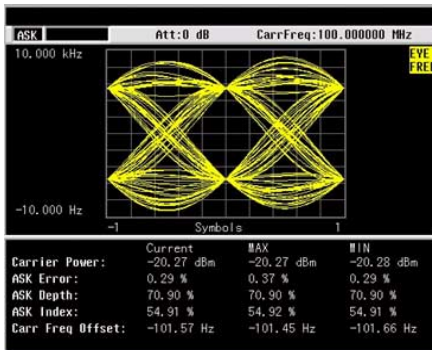 ASK Att:0 dB CarrFreq:100.000000 MHz
10.000 kHz
EYE
FREQ
-10.000 Hz
-1 Symbols 1
Current MAX MIN
Carrier Power: -20.27 dBm -20.27 dBm -20.28 dBm
ASK Error: 0.29 % 0.37 % 0.29 %
ASK Depth: 70.90 % 70.90 % 70.90 %
ASK Index: 54.91 % 54.92 % 54.91 %
Carr Freq Offset: -101.57 Hz -101.45 Hz -101.66 Hz